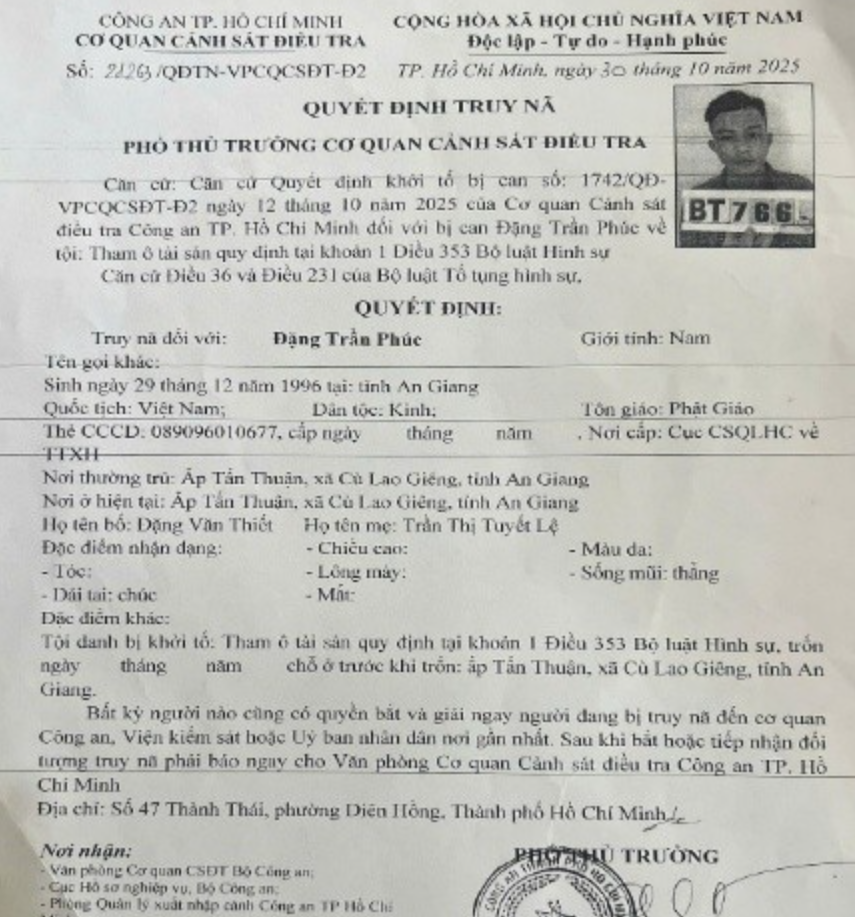 CÔNG AN TP. HỒ CHÍ MINH
CƠ QUAN CẢNH SÁT ĐIỀU TRA
CỘNG HÒA XÃ HỘI CHỦ NGHĨA VIỆT NAM
Độc lập - Tự do - Hạnh phúc
Số: /QĐTN-VPCQCSĐT-Đ2
TP. Hồ Chí Minh, ngày 30 tháng 10 năm 2025
QUYẾT ĐỊNH TRUY NÃ
PHÓ THỦ TRƯỞNG CƠ QUAN CẢNH SÁT ĐIỀU TRA
BT 766
Căn cứ: Căn cứ Quyết định khởi tố bị can số: 1742/QĐ-
VPCQCSĐT-Đ2 ngày 12 tháng 10 năm 2025 của Cơ quan Cảnh sát
điều tra Công an TP. Hồ Chí Minh đối với bị can Đặng Trần Phúc về
tội: Tham ô tài sản quy định tại khoản 1 Điều 353 Bộ luật Hình sự
Căn cứ Điều 36 và Điều 231 của Bộ luật Tố tụng hình sự,
QUYẾT ĐỊNH:
Truy nã đối với: Đặng Trần Phúc Giới tính: Nam
Tên gọi khác:
Sinh ngày 29 tháng 12 năm 1996 tại: tỉnh An Giang
Quốc tịch: Việt Nam; Dân tộc: Kinh; Tôn giáo: Phật Giáo
Thẻ CCCD: 089096010677, cấp ngày tháng năm , Nơi cấp: Cục CSQLHC về
TTXH
Nơi thường trú: Ấp Tấn Thuận, xã Cù Lao Giêng, tỉnh An Giang
Nơi ở hiện tại: Ấp Tấn Thuận, xã Cù Lao Giêng, tỉnh An Giang
Họ tên bố: Đặng Văn Thiết Họ tên mẹ: Trần Thị Tuyết Lệ
Đặc điểm nhận dạng: - Chiều cao: - Màu da:
- Tóc: - Lông mày: - Sống mũi: thẳng
- Dái tai: chúc - Mắt:
Đặc điểm khác:
Tội danh bị khởi tố: Tham ô tài sản quy định tại khoản 1 Điều 353 Bộ luật Hình sự, trốn
ngày tháng năm chỗ ở trước khi trốn: ấp Tấn Thuận, xã Cù Lao Giêng, tỉnh An
Giang.
Bất kỳ người nào cũng có quyền bắt và giải ngay người đang bị truy nã đến cơ quan
Công an, Viện kiểm sát hoặc Uỷ ban nhân dân nơi gần nhất. Sau khi bắt hoặc tiếp nhận đối
tượng truy nã phải báo ngay cho Văn phòng Cơ quan Cảnh sát điều tra Công an TP. Hồ
Chí Minh
Địa chỉ: Số 47 Thành Thái, phường Diên Hồng, Thành phố Hồ Chí Minh
Nơi nhận:
- Văn phòng Cơ quan CSĐT Bộ Công an;
- Cục Hồ sơ nghiệp vụ, Bộ Công an;
- Phòng Quản lý xuất nhập cảnh Công an TP Hồ Chí
PHÓ THỦ TRƯỞNG
CÔNG AN THÀNH PHỐ HỒ CHÍ